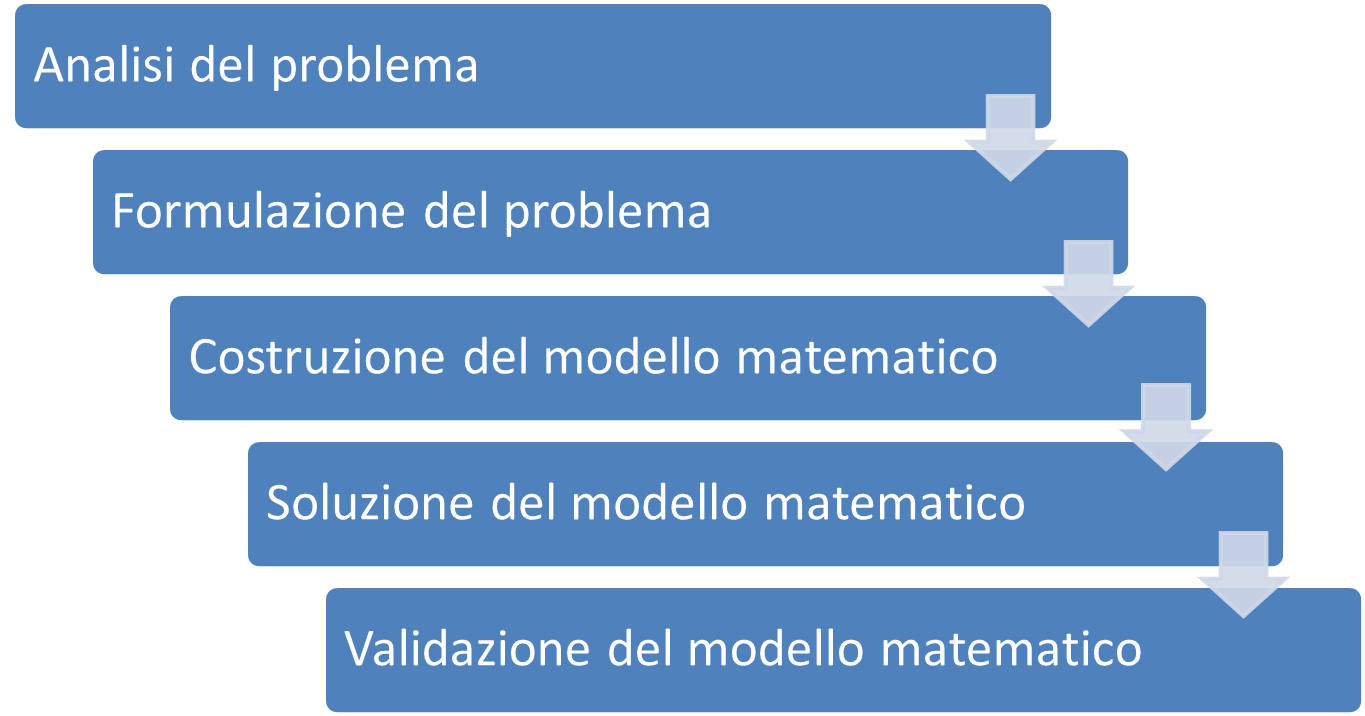 Analisi del problema
Formulazione del problema
Costruzione del modello matematico
Soluzione del modello matematico
Validazione del modello matematico